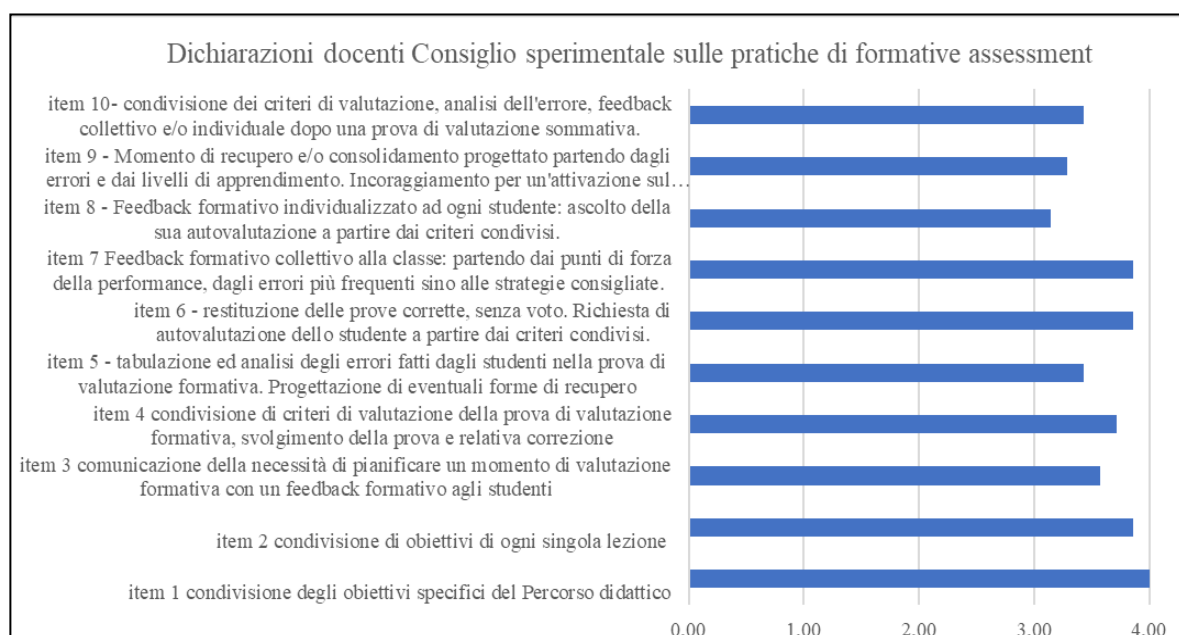 Dichiarazioni docenti Consiglio sperimentale sulle pratiche di formative assessment
item 10- condivisione dei criteri di valutazione, analisi dell'errore, feedback
collettivo e/o individuale dopo una prova di valutazione sommativa.
item 9 - Momento di recupero e/o consolidamento progettato partendo dagli
errori e dai livelli di apprendimento. Incoraggiamento per un'attivazione sul…
item 8 - Feedback formativo individualizzato ad ogni studente: ascolto della
sua autovalutazione a partire dai criteri condivisi.
item 7 Feedback formativo collettivo alla classe: partendo dai punti di forza
della performance, dagli errori più frequenti sino alle strategie consigliate.
item 6 - restituzione delle prove corrette, senza voto. Richiesta di
autovalutazione dello studente a partire dai criteri condivisi.
item 5 - tabulazione ed analisi degli errori fatti dagli studenti nella prova di
valutazione formativa. Progettazione di eventuali forme di recupero
item 4 condivisione di criteri di valutazione della prova di valutazione
formativa, svolgimento della prova e relativa correzione
item 3 comunicazione della necessità di pianificare un momento di valutazione
formativa con un feedback formativo agli studenti
item 2 condivisione di obiettivi di ogni singola lezione
item 1 condivisione degli obiettivi specifici del Percorso didattico
0.00 1.00 2.00 3.00 4.00